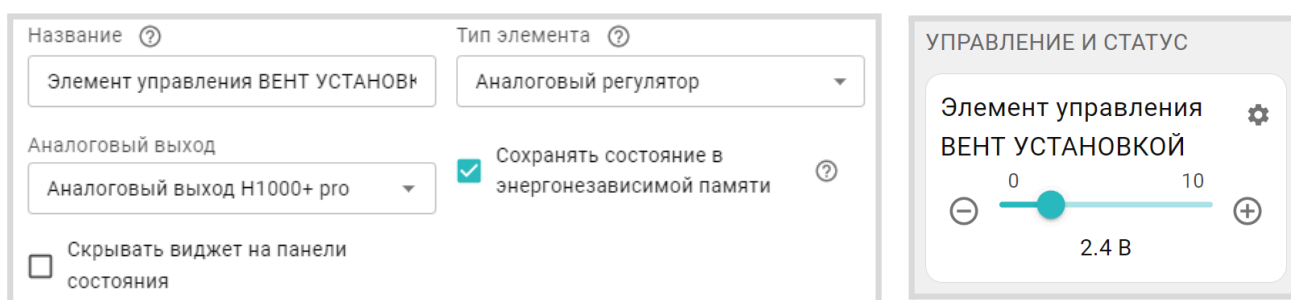 Название
Тип элемента
Элемент управления ВЕНТ УСТАНОВК
Аналоговый регулятор
Аналоговый выход
Аналоговый выход H1000+ pro
Сохранять состояние в
энергонезависимой памяти
Скрывать виджет на панели
состояния
УПРАВЛЕНИЕ И СТАТУС
Элемент управления
ВЕНТ УСТАНОВКОЙ
0 10
2.4 В